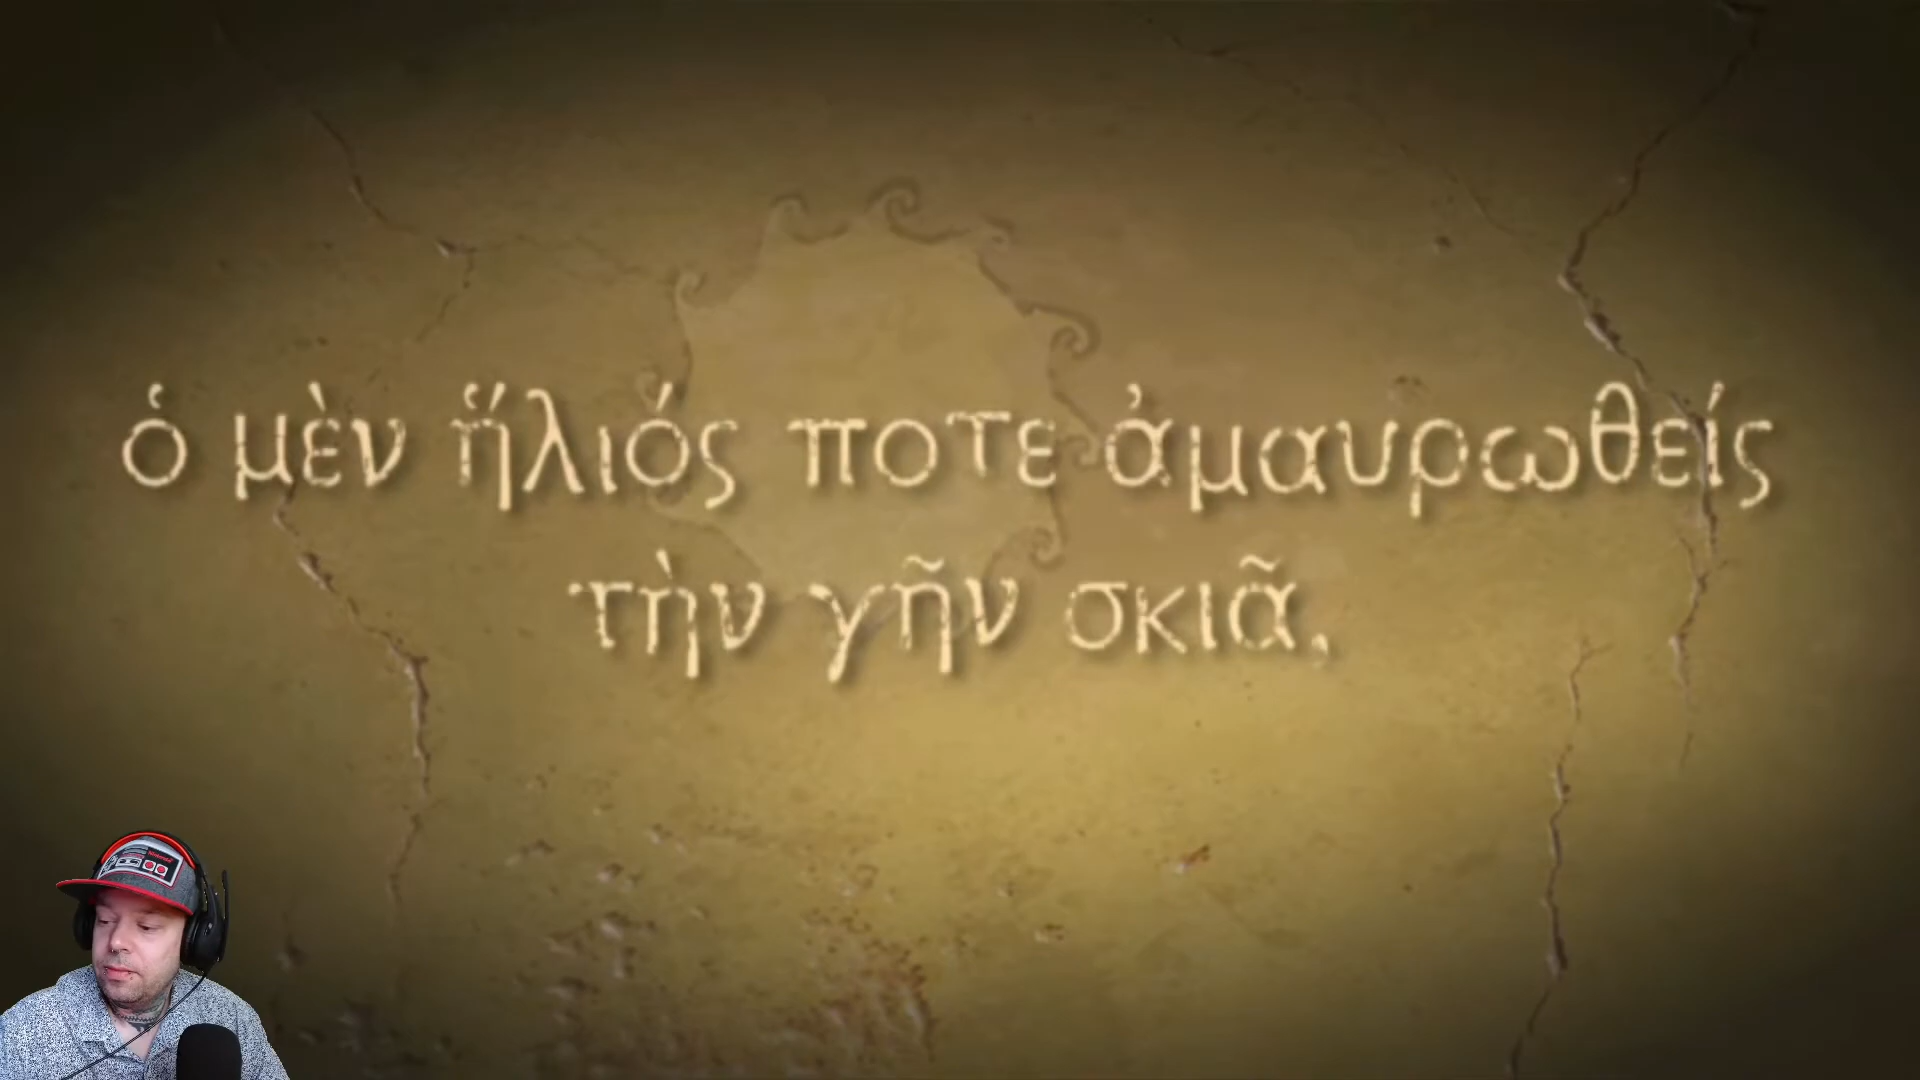 ὁ μὲν ἥλιός ποτε ἀμαυρωθείς
τὴν γῆν σκιᾶ,